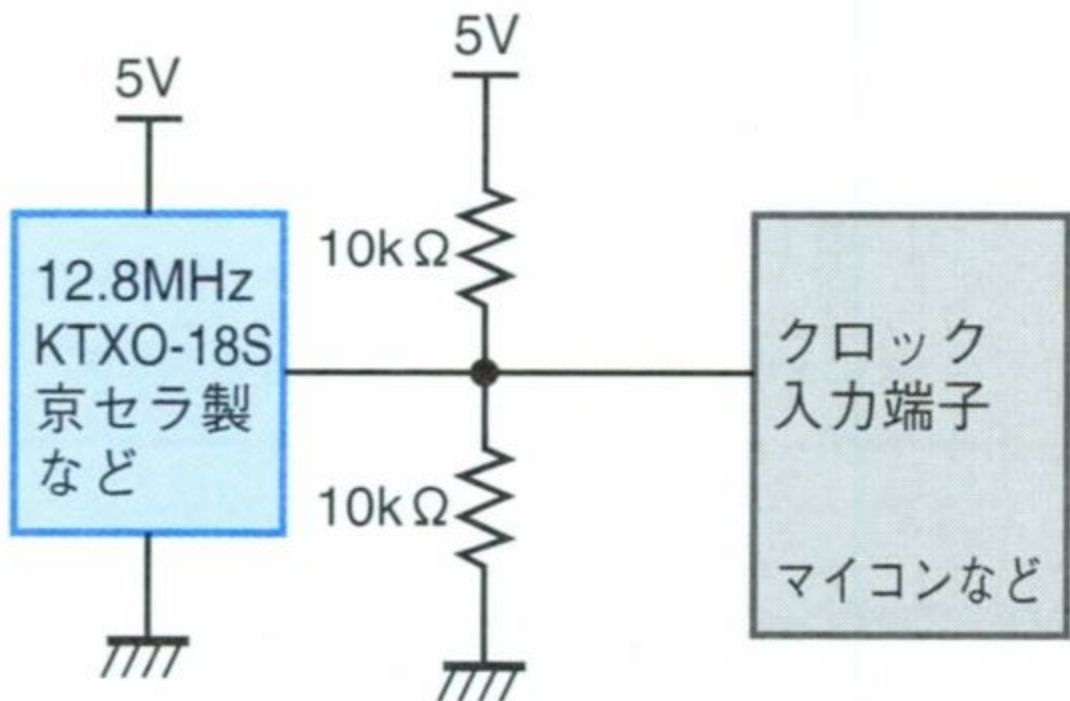 5V
12.8MHz
KTXO-18S
京セラ製
など
5V
10kΩ
10kΩ
クロック
入力端子
マイコンなど